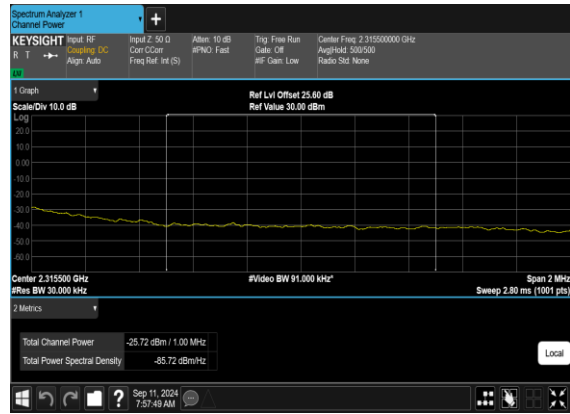 Spectrum Analyzer 1
Channel Power
KEYSIGHT
R T
LU
Input: RF
Coupling: DC
Align: Auto
Input Z: 50 Ω
Corr CCorr
Freq Ref: Int (S)
Atten: 10 dB
#PNO: Fast
Trig: Free Run
Gate: Off
#IF Gain: Low
Center Freq: 2.315500000 GHz
Avg|Hold: 500/500
Radio Std: None
1 Graph
Scale/Div 10.0 dB
Ref Lvl Offset 25.60 dB
Ref Value 30.00 dBm
Log
20.0
10.0
0.00
-10.0
-20.0
-30.0
-40.0
-50.0
-60.0
Center 2.315500 GHz
#Res BW 30.000 kHz
#Video BW 91.000 kHz*
Span 2 MHz
Sweep 2.80 ms (1001 pts)
2 Metrics
Total Channel Power -25.72 dBm / 1.00 MHz
Total Power Spectral Density -85.72 dBm/Hz
Local
?
Sep 11, 2024
7:57:49 AM